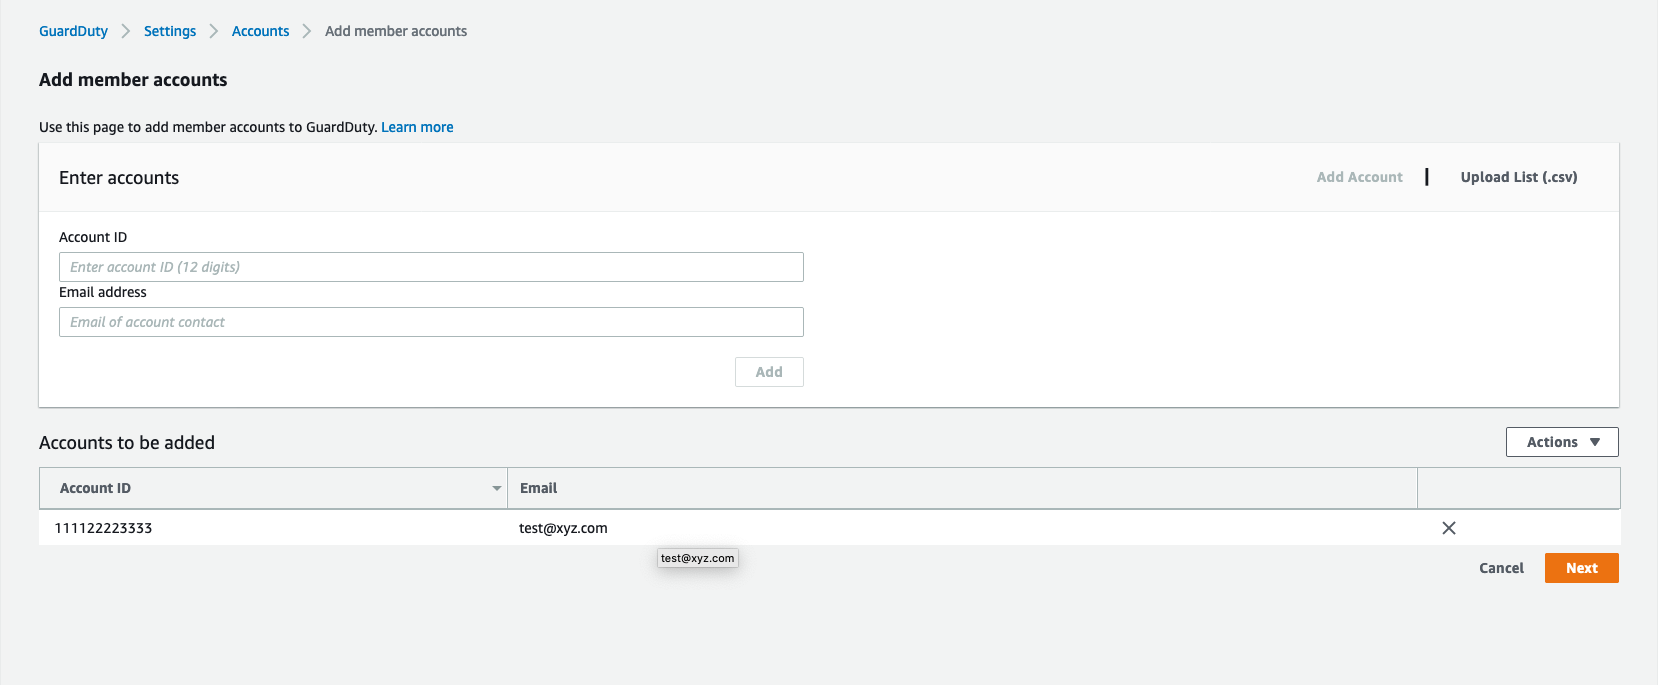 GuardDuty Settings Accounts Add member accounts
Add member accounts
Use this page to add member accounts to GuardDuty. Learn more
Enter accounts Add Account | Upload List (.csv)
Account ID
Enter account ID (12 digits)
Email address
Email of account contact
Add
Accounts to be added Actions
Account ID Email
111122223333 test@xyz.com
test@xyz.com
Cancel Next